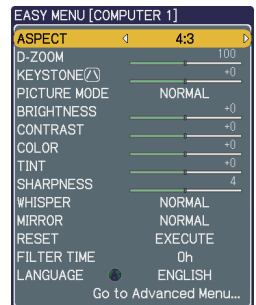 EASY MENU [COMPUTER 1]
ASPECT 4:3
D-ZOOM 100
KEYSTONE +0
PICTURE MODE NORMAL
BRIGHTNESS +0
CONTRAST +0
COLOR +0
TINT +0
SHARPNESS 4
WHISPER NORMAL
MIRROR NORMAL
RESET EXECUTE
FILTER TIME 0h
LANGUAGE ENGLISH
Go to Advanced Menu...